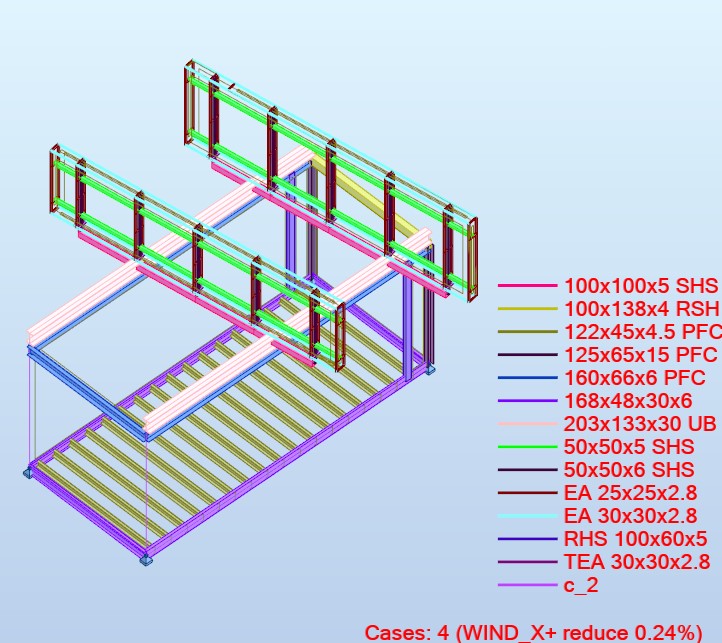 100x100x5 SHS
100x138x4 RSH
122x45x4.5 PFC
125x65x15 PFC
160x66x6 PFC
168x48x30x6
203x133x30 UB
50x50x5 SHS
50x50x6 SHS
EA 25x25x2.8
EA 30x30x2.8
RHS 100x60x5
TEA 30x30x2.8
c_2
Cases: 4 (WIND_X+ reduce 0.24%)